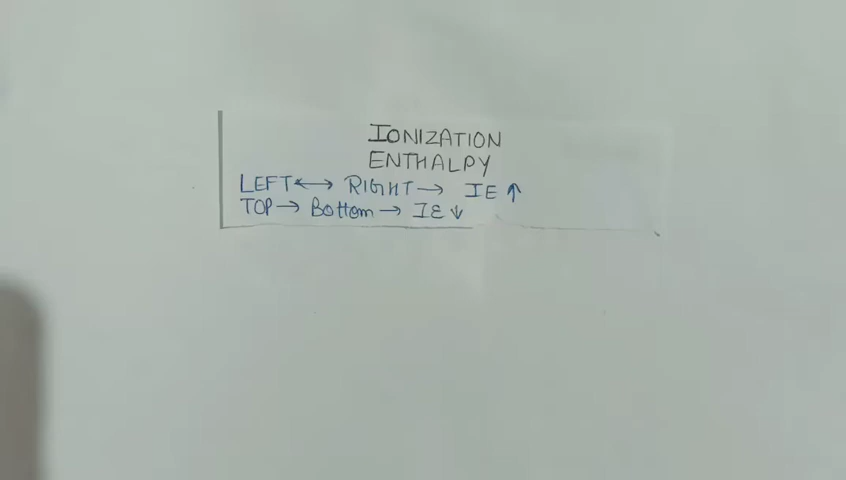 IONIZATION
ENTHALPY
LEFT↔ RIGHT→ IE ↑
TOP→ Bottom→ IE↓